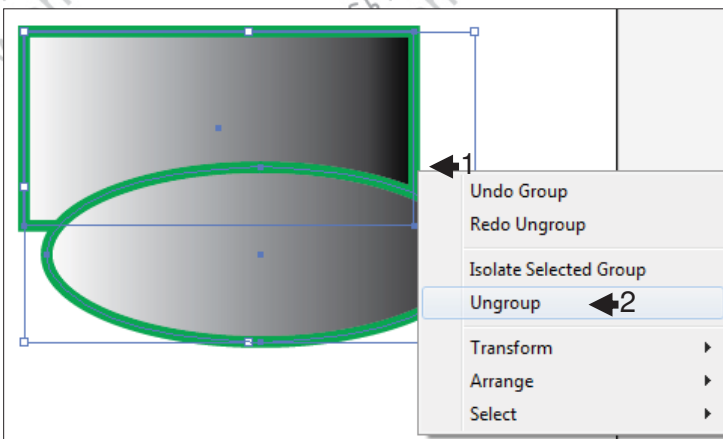 1
Undo Group
Redo Ungroup
Isolate Selected Group
Ungroup
2
Transform
Arrange
Select